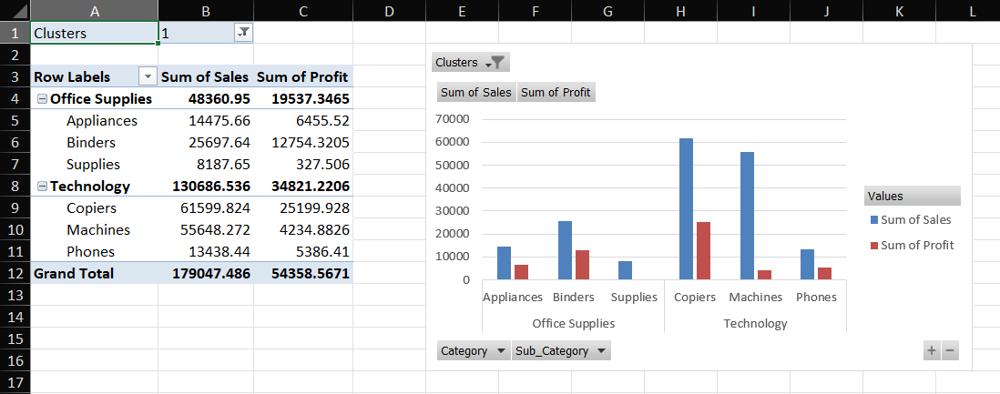 A B C D E F G H I J K L
1 Clusters 1
2
3 Row Labels Sum of Sales Sum of Profit
4 Office Supplies 48360.95 19537.3465
5 Appliances 14475.66 6455.52
6 Binders 25697.64 12754.3205
7 Supplies 8187.65 327.506
8 Technology 130686.536 34821.2206
9 Copiers 61599.824 25199.928
10 Machines 55648.272 4234.8826
11 Phones 13438.44 5386.41
12 Grand Total 179047.486 54358.5671
13
14
15
16
17
Clusters
Sum of Sales Sum of Profit
70000
60000
50000
40000
30000
20000
10000
0
Appliances Binders Supplies Copiers Machines Phones
Office Supplies Technology
Values
Sum of Sales
Sum of Profit
Category Sub_Category
+ −